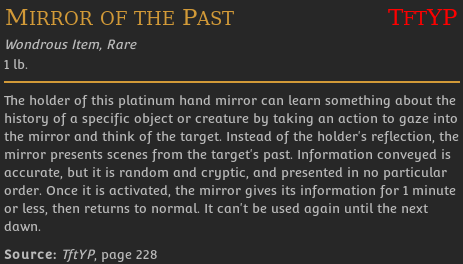 Mirror of the Past TftYP
Wondrous Item, Rare
1 lb.
The holder of this platinum hand mirror can learn something about the
history of a specific object or creature by taking an action to gaze into
the mirror and think of the target. Instead of the holder's reflection, the
mirror presents scenes from the target's past. Information conveyed is
accurate, but it is random and cryptic, and presented in no particular
order. Once it is activated, the mirror gives its information for 1 minute
or less, then returns to normal. It can't be used again until the next
dawn.
Source: TftYP, page 228